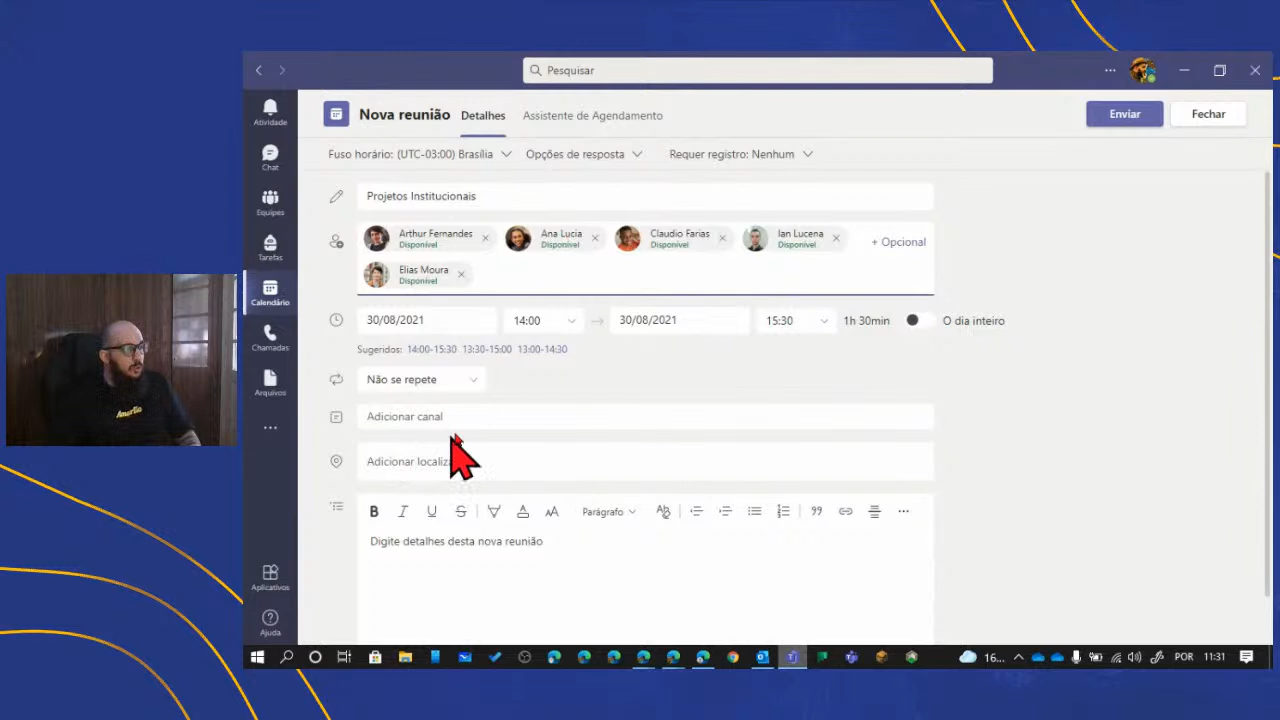 Pesquisar
Atividade
Chat
Equipes
Tarefas
Calendário
Chamadas
Arquivos
Aplicativos
Ajuda
Nova reunião Detalhes Assistente de Agendamento Enviar Fechar
Fuso horário: (UTC-03:00) Brasília Opções de resposta Requer registro: Nenhum
Projetos Institucionais
Arthur Fernandes Ana Lucia Claudio Farias Ian Lucena + Opcional
Disponível Disponível Disponível Disponível
Elias Moura
Disponível
30/08/2021 14:00 30/08/2021 15:30 1h 30min O dia inteiro
Sugeridos: 14:00-15:30 13:30-15:00 13:00-14:30
Não se repete
Adicionar canal
Adicionar
B I U S A AA Parágrafo
Digite detalhes desta nova reunião
16... POR 11:31